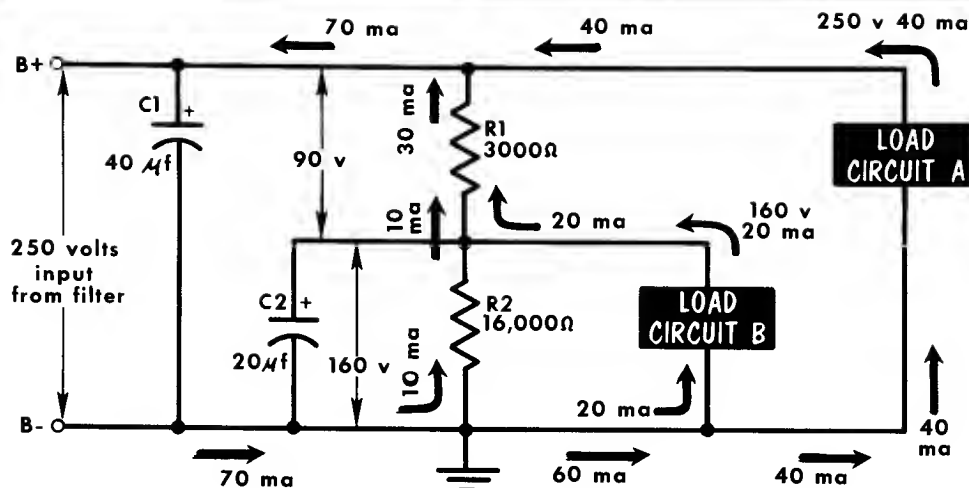 70 ma
40 ma
250 v 40 ma
B+
C1
+
40 μf
90 v
30 ma
R1
3000Ω
LOAD
CIRCUIT A
10 ma
20 ma
160 v
20 ma
250 volts
input
from filter
C2 +
20μf
160 v
R2
16,000Ω
LOAD
CIRCUIT B
10 ma
20 ma
40
ma
B-
70 ma
60 ma
40 ma